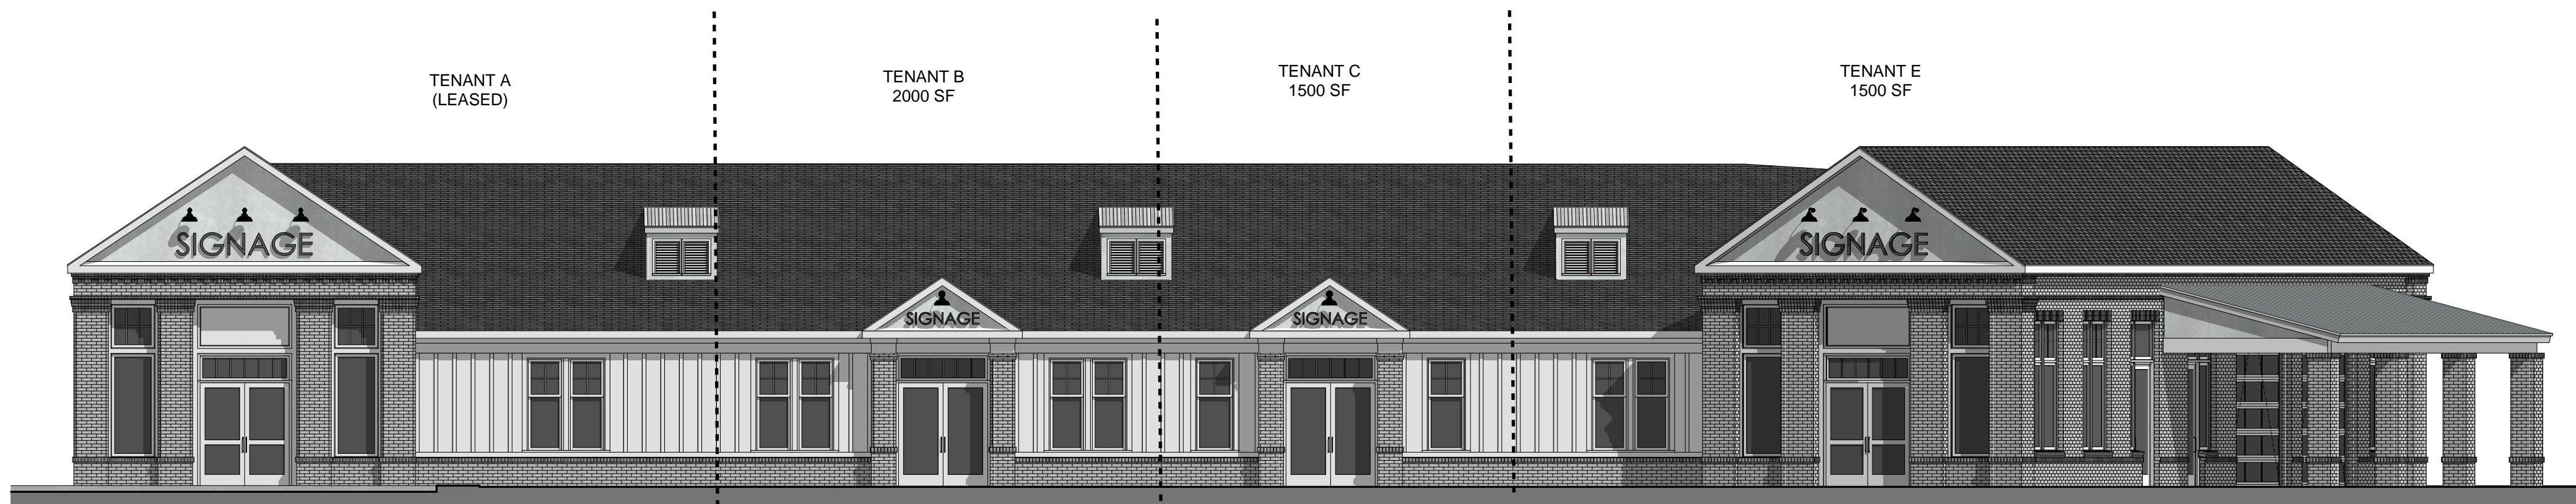 TENANT A
(LEASED)
TENANT B
2000 SF
TENANT C
1500 SF
TENANT E
1500 SF
SIGNAGE
SIGNAGE
SIGNAGE
SIGNAGE